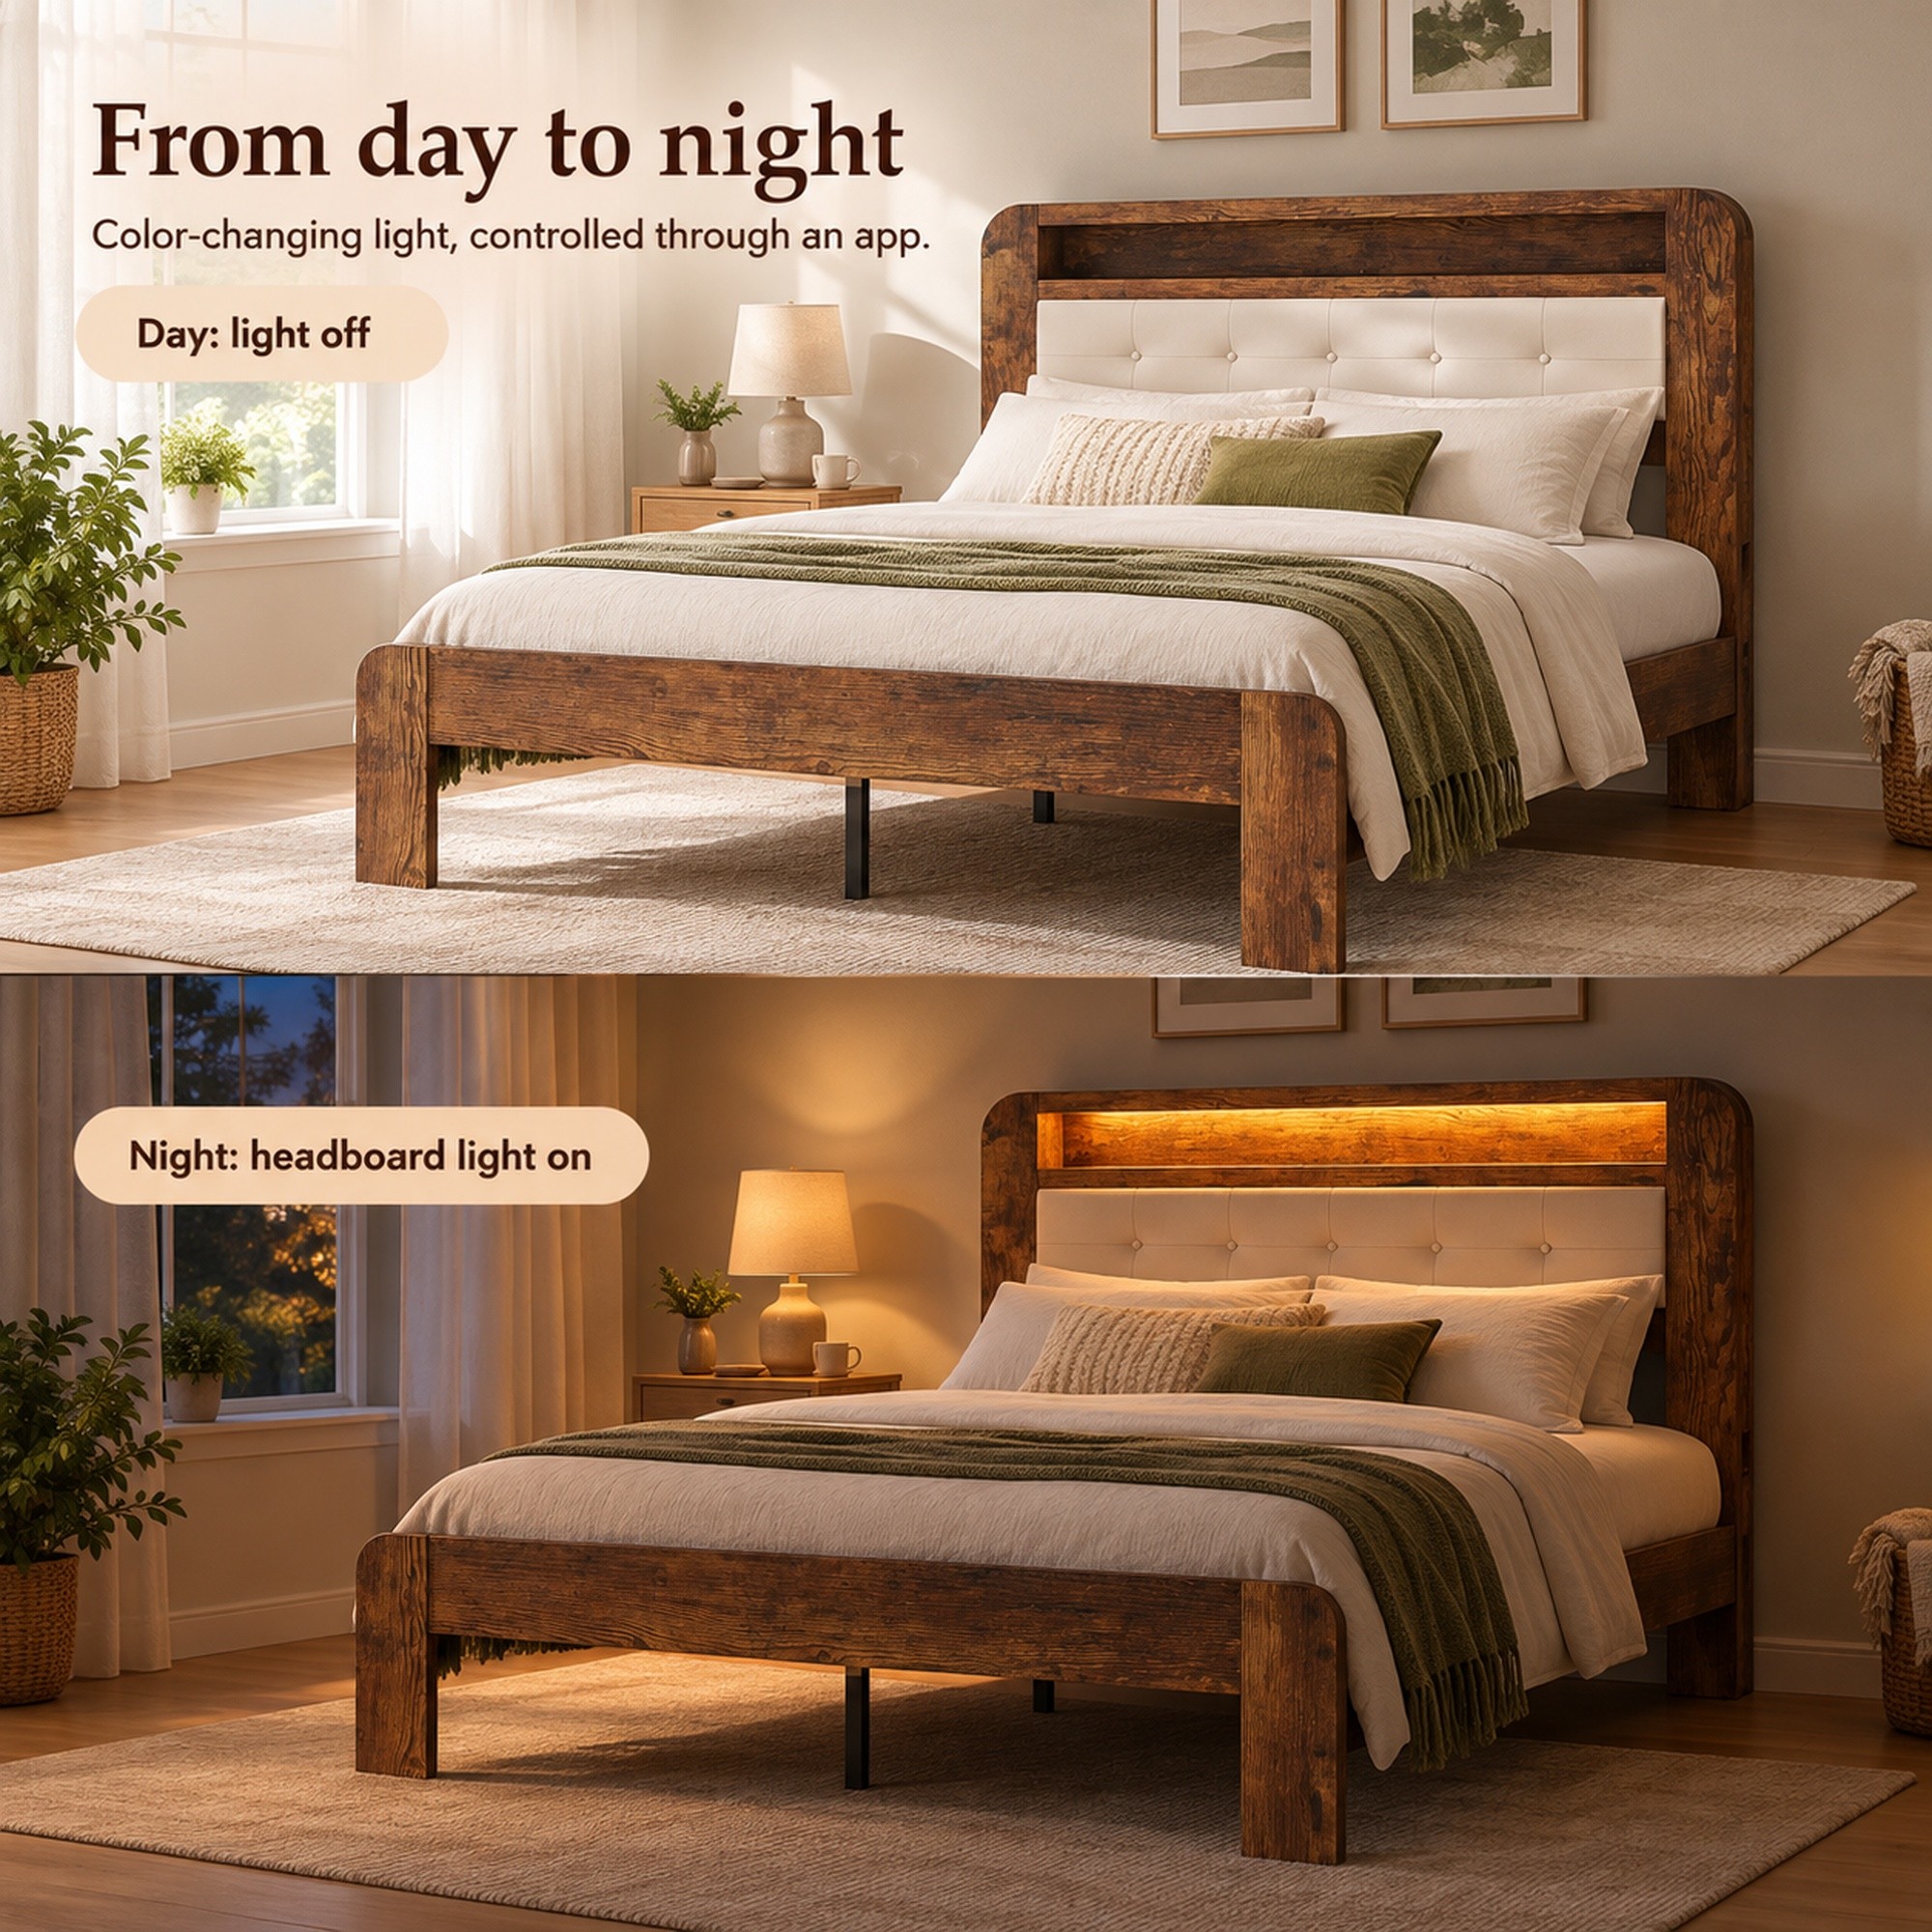 From day to night
Color-changing light, controlled through an app.
Day: light off
Night: headboard light on